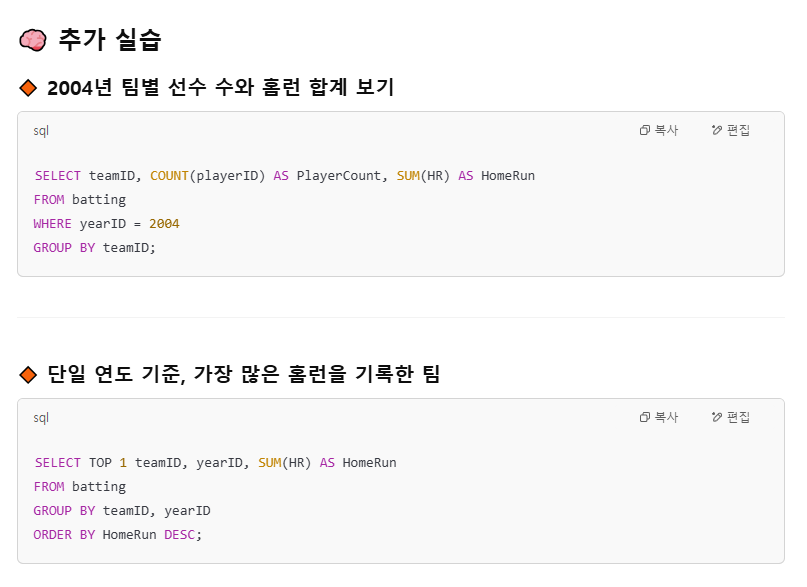 🧠 추가 실습
🔶 2004년 팀별 선수 수와 홈런 합계 보기
sql 복사 편집
SELECT teamID, COUNT(playerID) AS PlayerCount, SUM(HR) AS HomeRun
FROM batting
WHERE yearID = 2004
GROUP BY teamID;
🔶 단일 연도 기준, 가장 많은 홈런을 기록한 팀
sql 복사 편집
SELECT TOP 1 teamID, yearID, SUM(HR) AS HomeRun
FROM batting
GROUP BY teamID, yearID
ORDER BY HomeRun DESC;